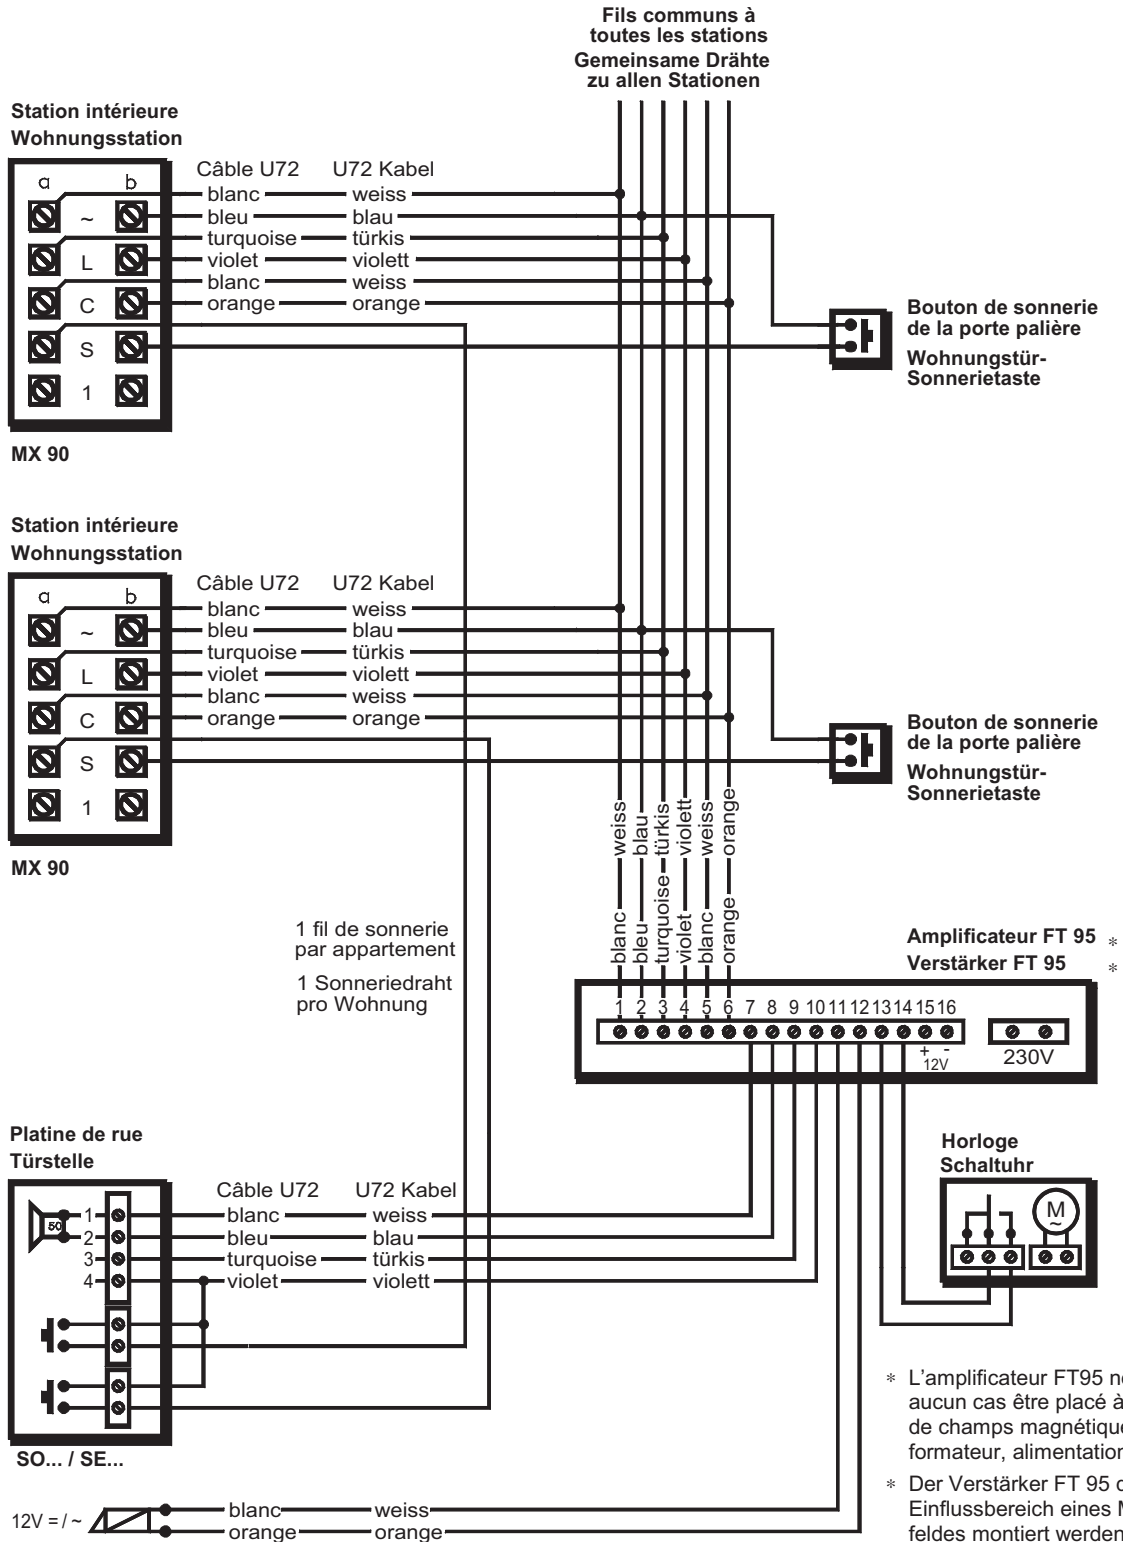 Fils communs à
toutes les stations
Gemeinsame Drähte
zu allen Stationen
Station intérieure
Wohnungsstation
a b
Câble U72 U72 Kabel
blanc weiss
~
bleu blau
turquoise türkis
L
violet violett
blanc weiss
C
orange orange
S
1
MX 90
Bouton de sonnerie
de la porte palière
Wohnungstür-
Sonnerietaste
Station intérieure
Wohnungsstation
a b
Câble U72 U72 Kabel
blanc weiss
~
bleu blau
turquoise türkis
L
violet violett
blanc weiss
C
orange orange
S
1
MX 90
Bouton de sonnerie
de la porte palière
Wohnungstür-
Sonnerietaste
blanc weiss
bleu blau
turquoise türkis
violet violett
blanc weiss
orange orange
1 fil de sonnerie
par appartement
1 Sonneriedraht
pro Wohnung
Amplificateur FT 95 *
Verstärker FT 95 *
1 2 3 4 5 6 7 8 9 10 11 12 13 14 15 16
+ -
12V
230V
Platine de rue
Türstelle
50
1
2
3
4
Câble U72 U72 Kabel
blanc weiss
bleu blau
turquoise türkis
violet violett
SO... / SE...
Horloge
Schaltuhr
M
~
12V = / ~
blanc weiss
orange orange
* L'amplificateur FT95 n
aucun cas être placé à
de champs magnétique
formateur, alimentation
* Der Verstärker FT 95
Einflussbereich eines
feldes montiert werden